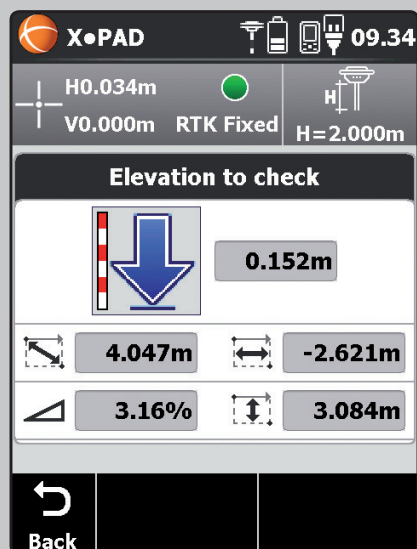 X•PAD 09.34
H0.034m
V0.000m RTK Fixed H=2.000m
H
Elevation to check
0.152m
4.047m -2.621m
3.16% 3.084m
Back